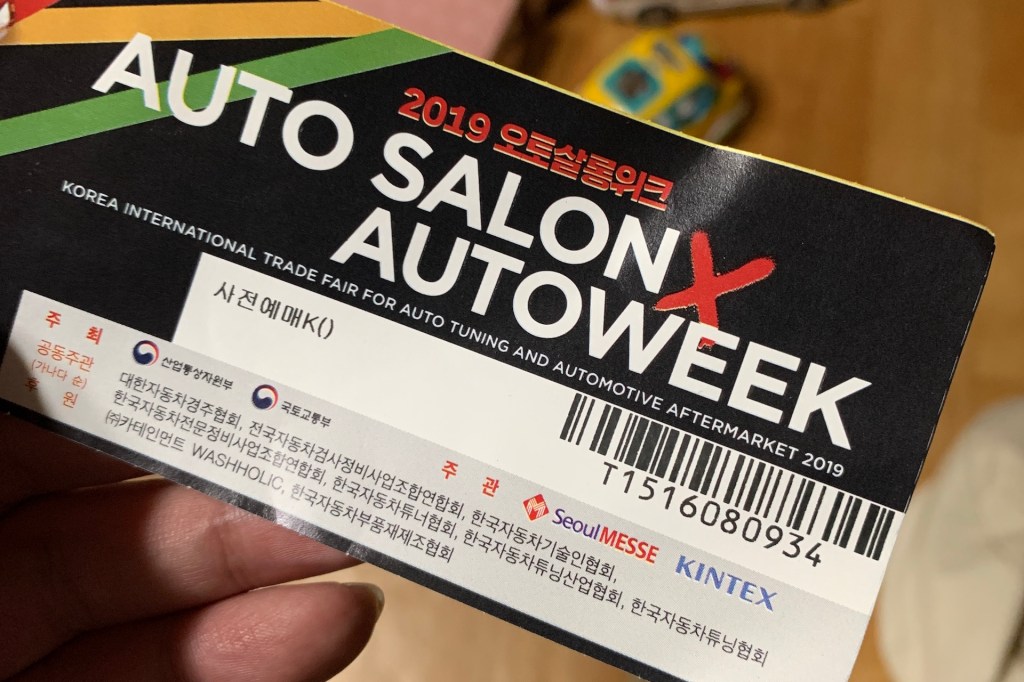 2019 오토살롱위크
AUTO SALON X
AUTOWEEK
KOREA INTERNATIONAL TRADE FAIR FOR AUTO TUNING AND AUTOMOTIVE AFTERMARKET 2019
사전예매K()
T1516080934
주 최 산업통상자원부 국토교통부
주 관 SeoulMESSE KINTEX
공동주관
(가나다 순)
후 원
대한자동차경주협회, 전국자동차검사정비사업조합연합회, 한국자동차기술인협회,
한국자동차전문정비사업조합연합회, 한국자동차튜너협회, 한국자동차튜닝산업협회, 한국자동차튜닝협회
㈜카테인먼트 WASHHOLIC, 한국자동차부품재제조협회